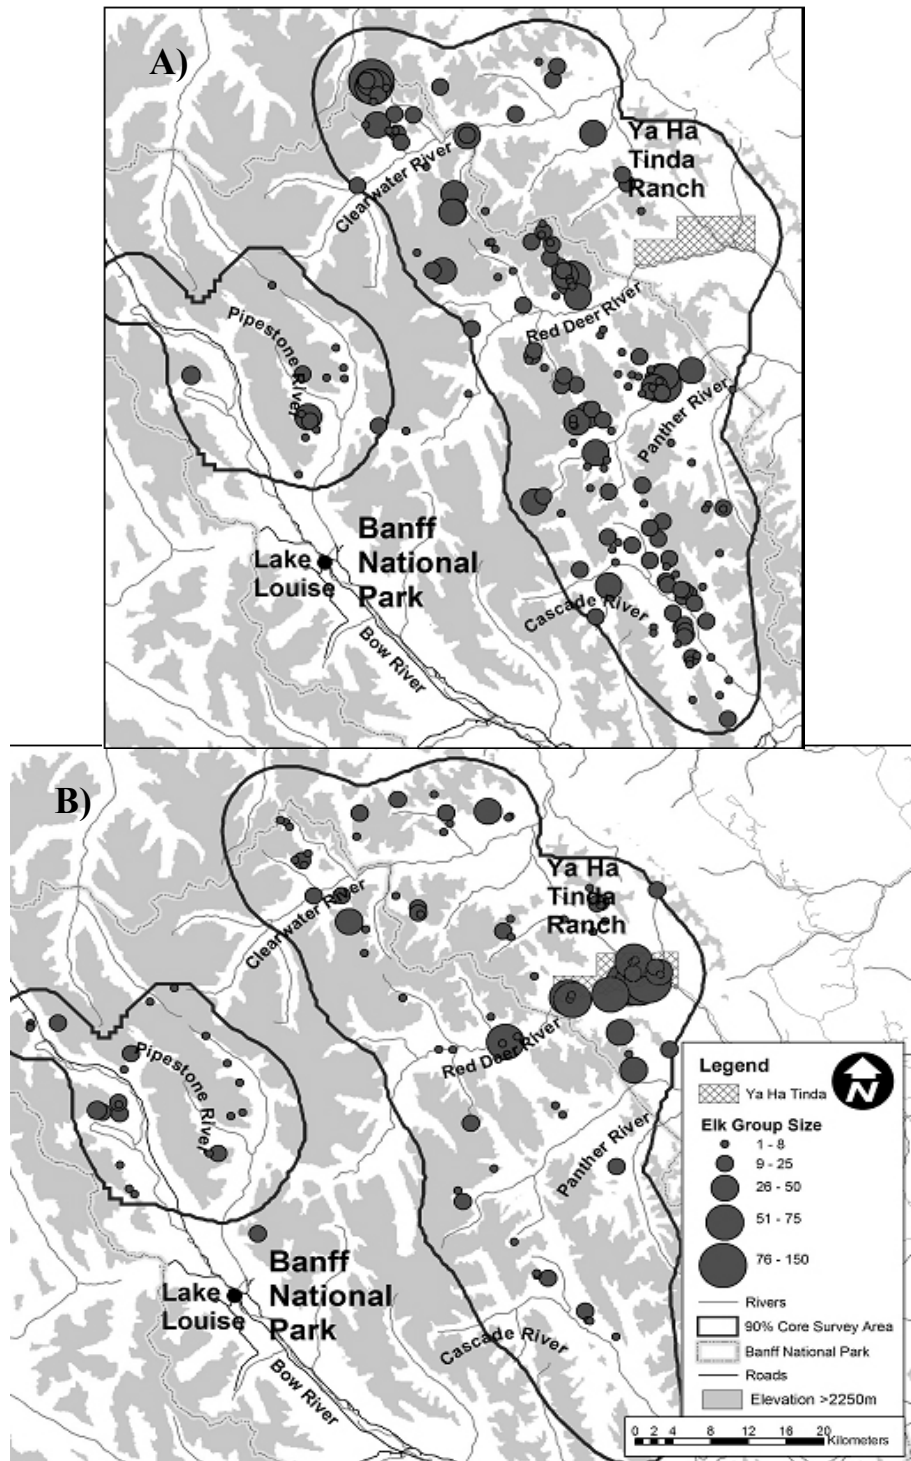 A)
Ya Ha
Tinda
Ranch
Clearwater River
Red Deer River
Pipestone River
Panther River
Banff
National
Park
Lake
Louise
Cascade River
Bow River
B)
Ya Ha
Tinda
Ranch
Clearwater River
Red Deer River
Pipestone River
Panther River
Banff
National
Park
Lake
Louise
Cascade River
Bow River
Legend
N
Ya Ha Tinda
Elk Group Size
1 - 8
9 - 25
26 - 50
51 - 75
76 - 150
Rivers
90% Core Survey Area
Banff National Park
Roads
Elevation >2250m
0 2 4 8 12 16 20
Kilometers